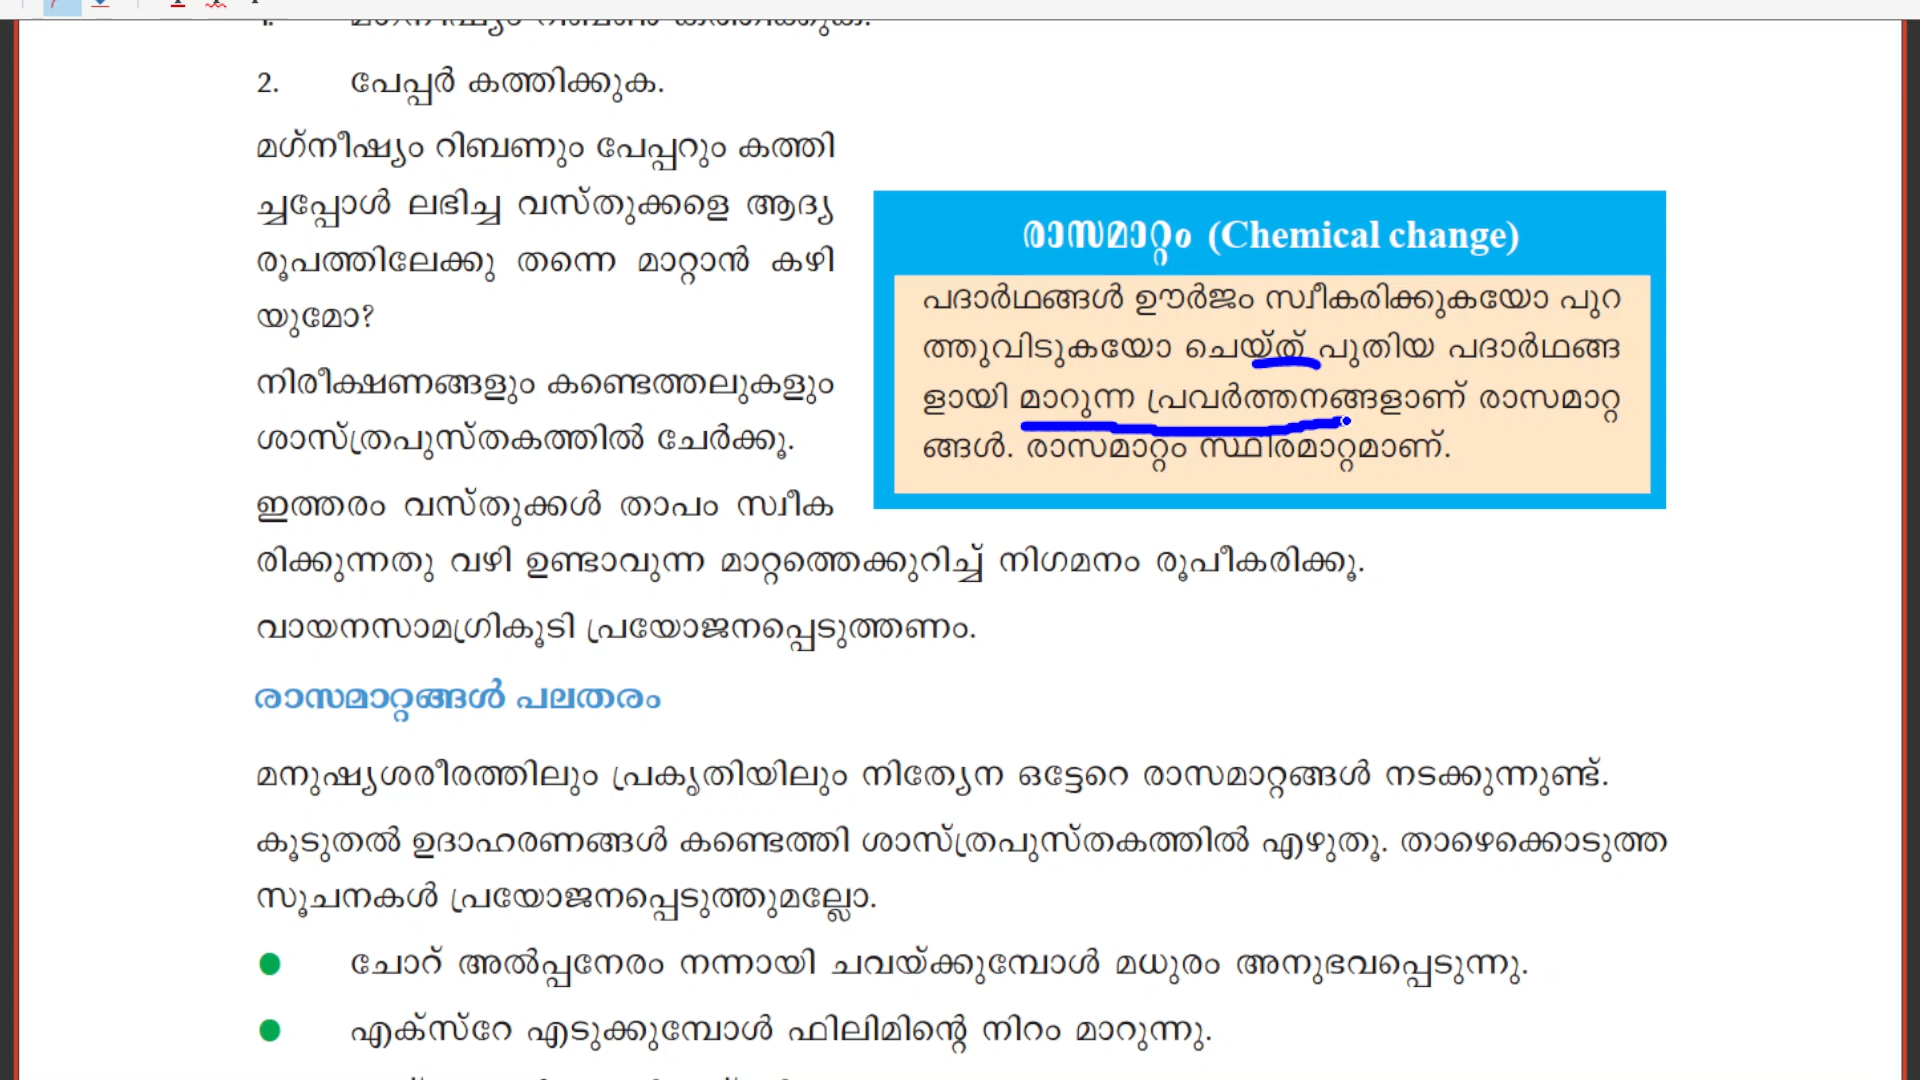 1. മഗ്നീഷ്യം റിബൺ കത്തിക്കുക.
2. പേപ്പർ കത്തിക്കുക.
മഗ്നീഷ്യം റിബണും പേപ്പറും കത്തി
ച്ചപ്പോൾ ലഭിച്ച വസ്തുക്കളെ ആദ്യ
രൂപത്തിലേക്കു തന്നെ മാറ്റാൻ കഴി
യുമോ?
നിരീക്ഷണങ്ങളും കണ്ടെത്തലുകളും
ശാസ്ത്രപുസ്തകത്തിൽ ചേർക്കൂ.
ഇത്തരം വസ്തുക്കൾ താപം സ്വീക
രിക്കുന്നതു വഴി ഉണ്ടാവുന്ന മാറ്റത്തെക്കുറിച്ച് നിഗമനം രൂപീകരിക്കൂ.
വായനസാമഗ്രികൂടി പ്രയോജനപ്പെടുത്തണം.
രാസമാറ്റം (Chemical change)
പദാർഥങ്ങൾ ഊർജം സ്വീകരിക്കുകയോ പുറ
ത്തുവിടുകയോ ചെയ്ത് പുതിയ പദാർഥങ്ങ
ളായി മാറുന്ന പ്രവർത്തനങ്ങളാണ് രാസമാറ്റ
ങ്ങൾ. രാസമാറ്റം സ്ഥിരമാറ്റമാണ്.
രാസമാറ്റങ്ങൾ പലതരം
മനുഷ്യശരീരത്തിലും പ്രകൃതിയിലും നിത്യേന ഒട്ടേറെ രാസമാറ്റങ്ങൾ നടക്കുന്നുണ്ട്.
കൂടുതൽ ഉദാഹരണങ്ങൾ കണ്ടെത്തി ശാസ്ത്രപുസ്തകത്തിൽ എഴുതൂ. താഴെക്കൊടുത്ത
സൂചനകൾ പ്രയോജനപ്പെടുത്തുമല്ലോ.
● ചോറ് അൽപ്പനേരം നന്നായി ചവയ്ക്കുമ്പോൾ മധുരം അനുഭവപ്പെടുന്നു.
● എക്സ്റേ എടുക്കുമ്പോൾ ഫിലിമിന്റെ നിറം മാറുന്നു.